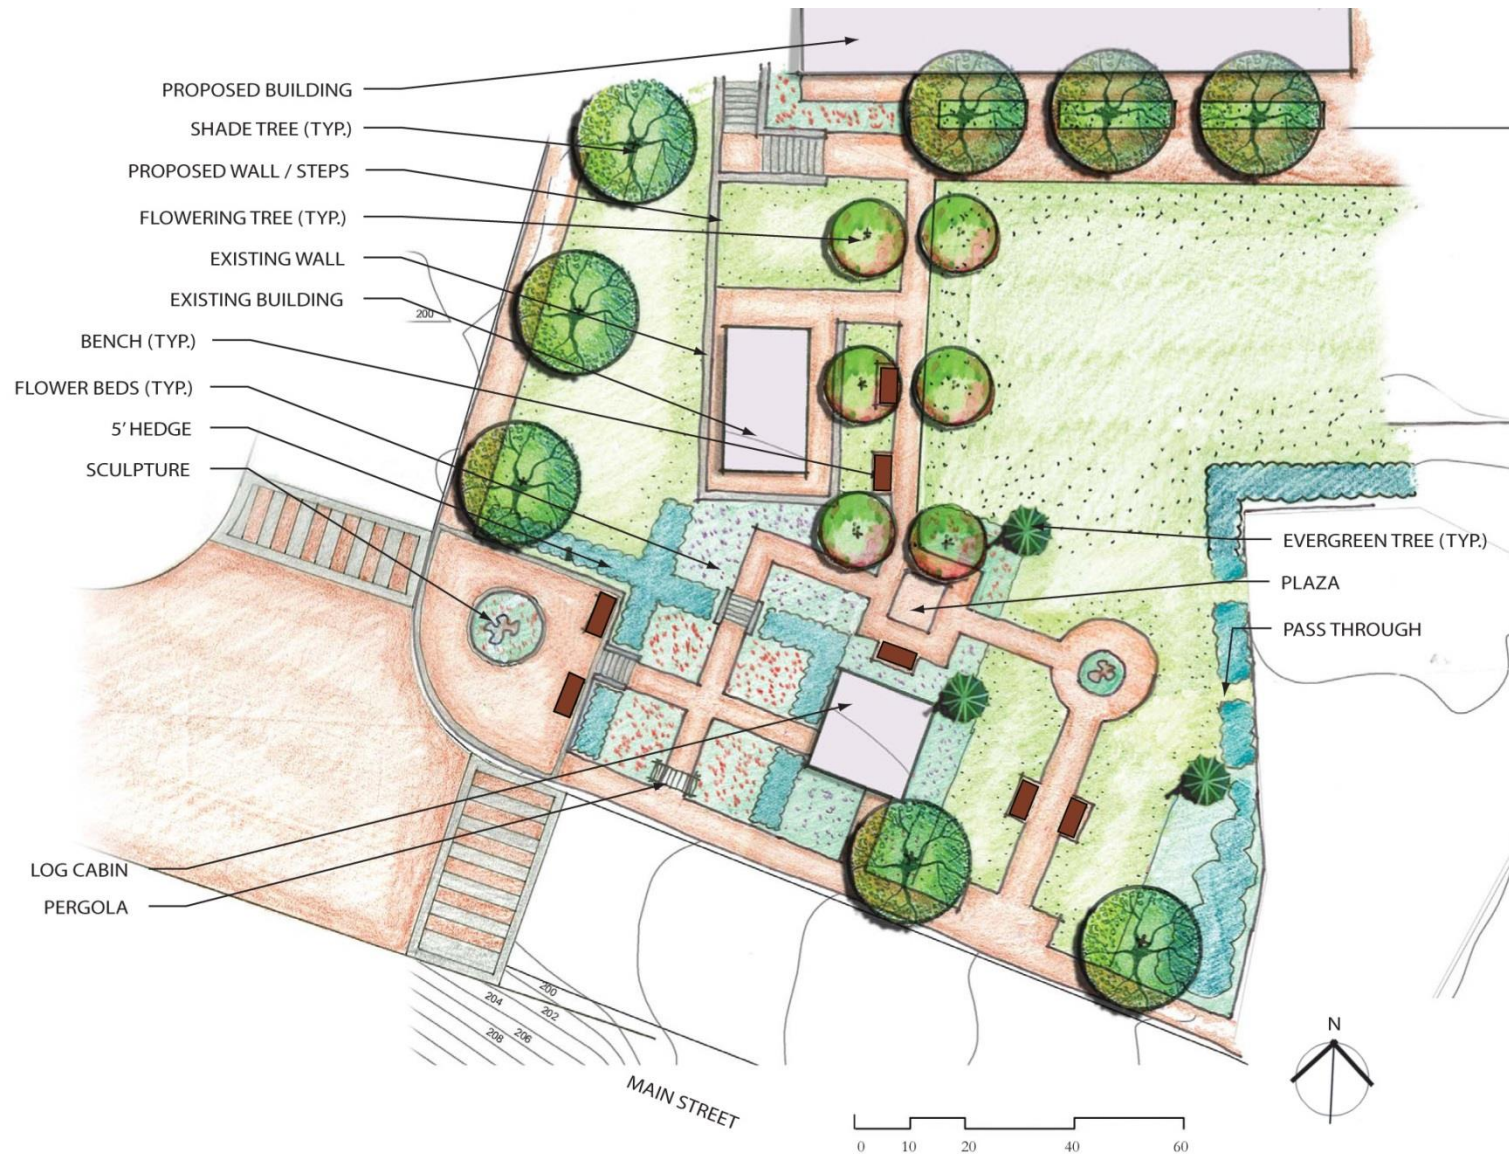 PROPOSED BUILDING
SHADE TREE (TYP.)
PROPOSED WALL / STEPS
FLOWERING TREE (TYP.)
EXISTING WALL
EXISTING BUILDING
200
BENCH (TYP.)
FLOWER BEDS (TYP.)
5' HEDGE
SCULPTURE
EVERGREEN TREE (TYP.)
PLAZA
PASS THROUGH
LOG CABIN
PERGOLA
200
204
202
206
208
MAIN STREET
N
0 10 20 40 60